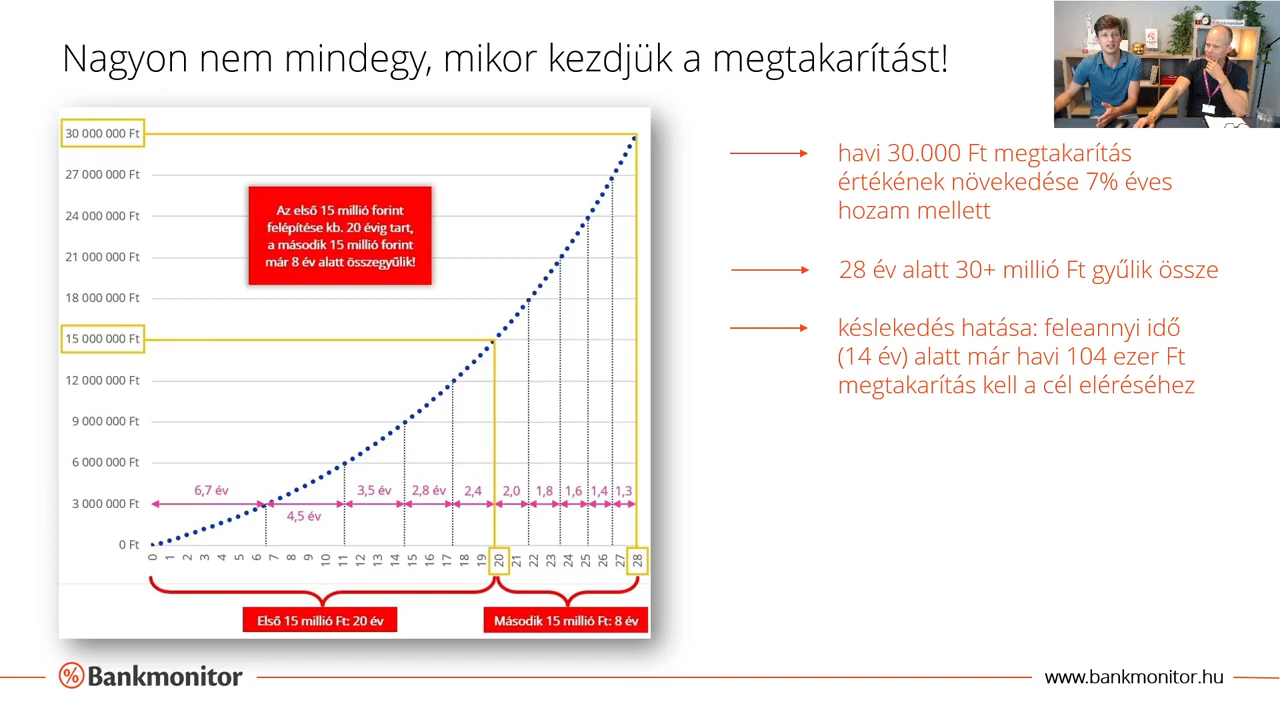 Nagyon nem mindegy, mikor kezdjük a megtakarítást!
30 000 000 Ft
27 000 000 Ft
24 000 000 Ft
21 000 000 Ft
18 000 000 Ft
15 000 000 Ft
12 000 000 Ft
9 000 000 Ft
6 000 000 Ft
3 000 000 Ft
0 Ft
Az első 15 millió forint
felépítése kb. 20 évig tart,
a második 15 millió forint
már 8 év alatt összegyűlik!
6,7 év
4,5 év
3,5 év
2,8 év
2,4
2,0
1,8
1,6
1,4
1,3
0 1 2 3 4 5 6 7 8 9 10 11 12 13 14 15 16 17 18 19 20 21 22 23 24 25 26 27 28
Első 15 millió Ft: 20 év
Második 15 millió Ft: 8 év
havi 30.000 Ft megtakarítás
értékének növekedése 7% éves
hozam mellett
28 év alatt 30+ millió Ft gyűlik össze
késlekedés hatása: feleannyi idő
(14 év) alatt már havi 104 ezer Ft
megtakarítás kell a cél eléréséhez
% Bankmonitor
www.bankmonitor.hu